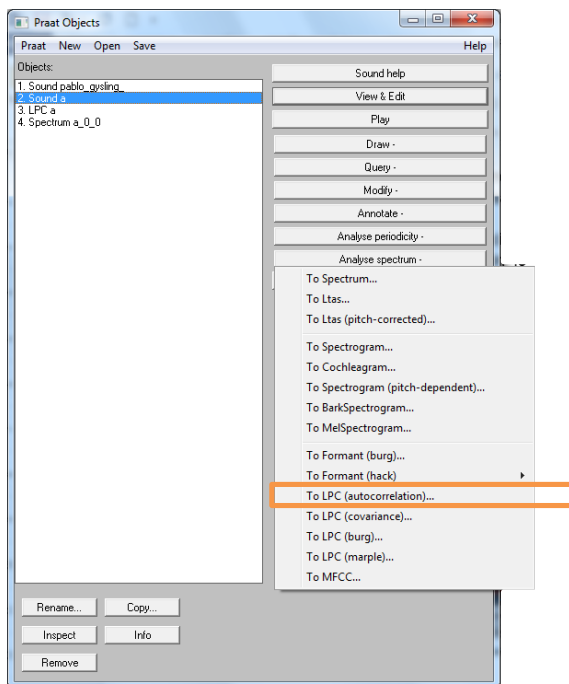 Praat Objects
Praat New Open Save Help
Objects:
1. Sound pablo_gysling_
2. Sound a
3. LPC a
4. Spectrum a_0_0
Sound help
View & Edit
Play
Draw -
Query -
Modify -
Annotate -
Analyse periodicity -
Analyse spectrum -
To Spectrum...
To Ltas...
To Ltas (pitch-corrected)...
To Spectrogram...
To Cochleagram...
To Spectrogram (pitch-dependent)...
To BarkSpectrogram...
To MelSpectrogram...
To Formant (burg)...
To Formant (hack)
To LPC (autocorrelation)...
To LPC (covariance)...
To LPC (burg)...
To LPC (marple)...
To MFCC...
Rename... Copy...
Inspect Info
Remove